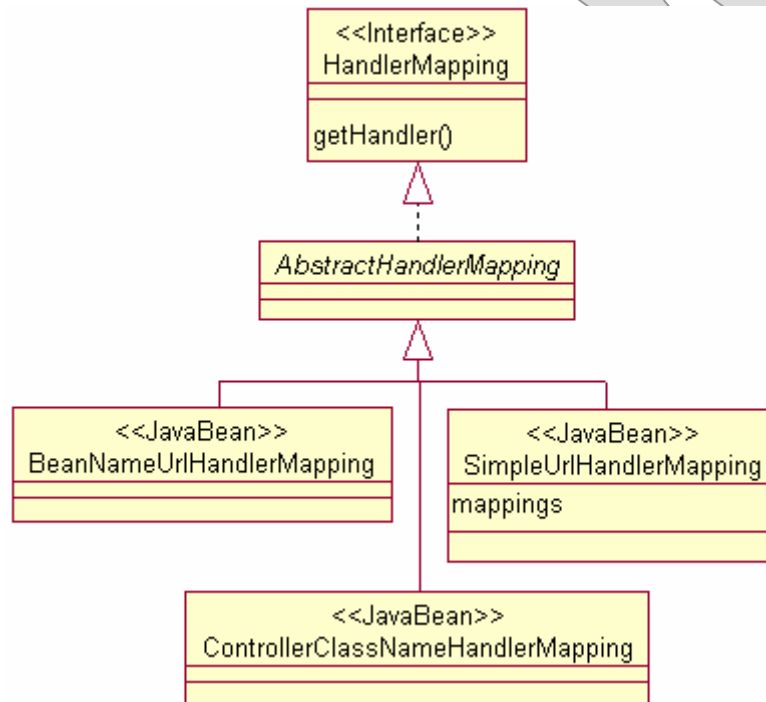 <<Interface>>
HandlerMapping
getHandler()
AbstractHandlerMapping
<<JavaBean>>
BeanNameUrlHandlerMapping
<<JavaBean>>
SimpleUrlHandlerMapping
mappings
<<JavaBean>>
ControllerClassNameHandlerMapping